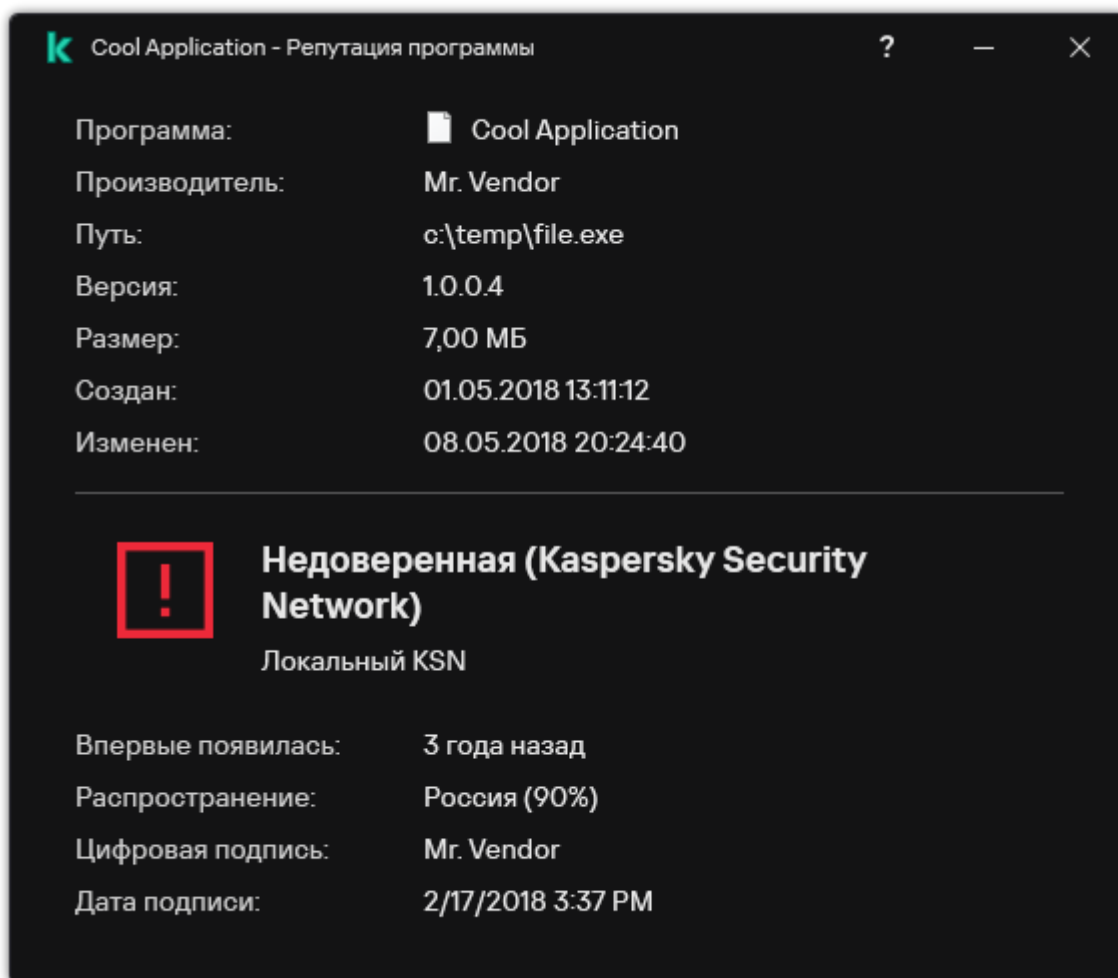 Cool Application - Репутация программы
Программа: Cool Application
Производитель: Mr. Vendor
Путь: c:\temp\file.exe
Версия: 1.0.0.4
Размер: 7,00 МБ
Создан: 01.05.2018 13:11:12
Изменен: 08.05.2018 20:24:40
Недоверенная (Kaspersky Security
Network)
Локальный KSN
Впервые появилась: 3 года назад
Распространение: Россия (90%)
Цифровая подпись: Mr. Vendor
Дата подписи: 2/17/2018 3:37 PM